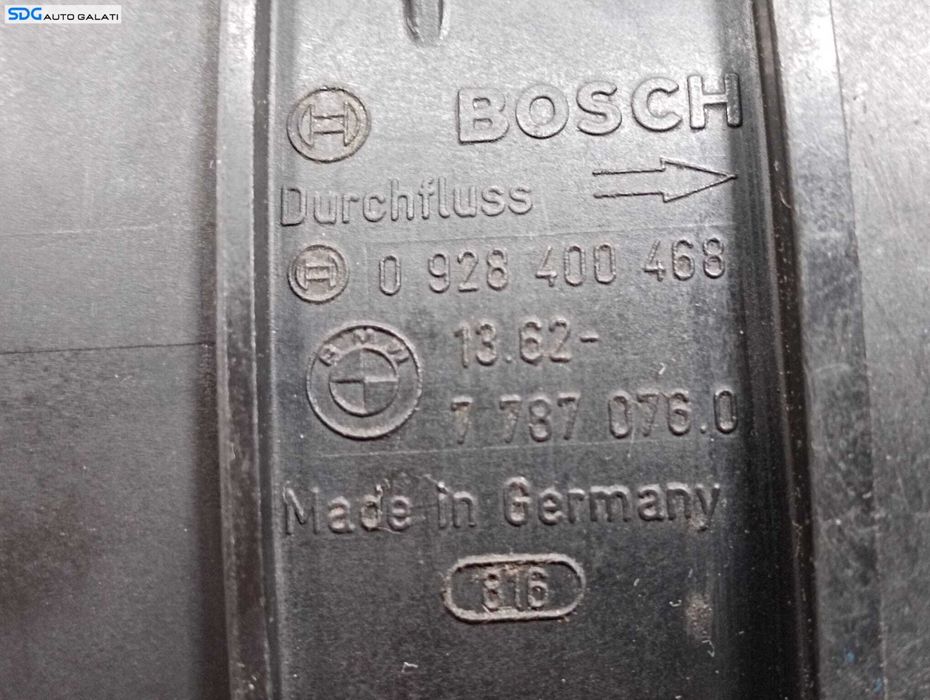 SDG AUTO GALATI
BOSCH
Durchfluss
0 928 400 468
BMW
13.62-
7 787 076.0
Made in Germany
816